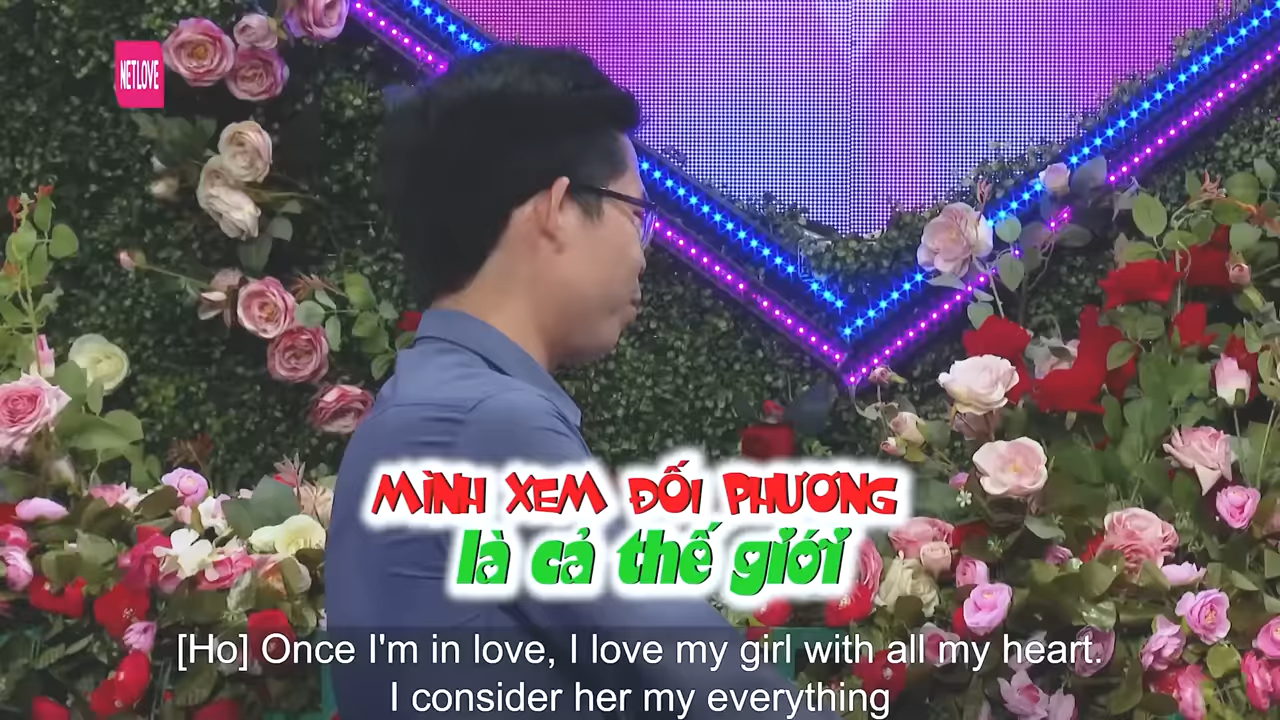 NETLOVE
MÌNH XEM ĐỐI PHƯƠNG
là cả thế giới
[Ho] Once I'm in love, I love my girl with all my heart.
I consider her my everything